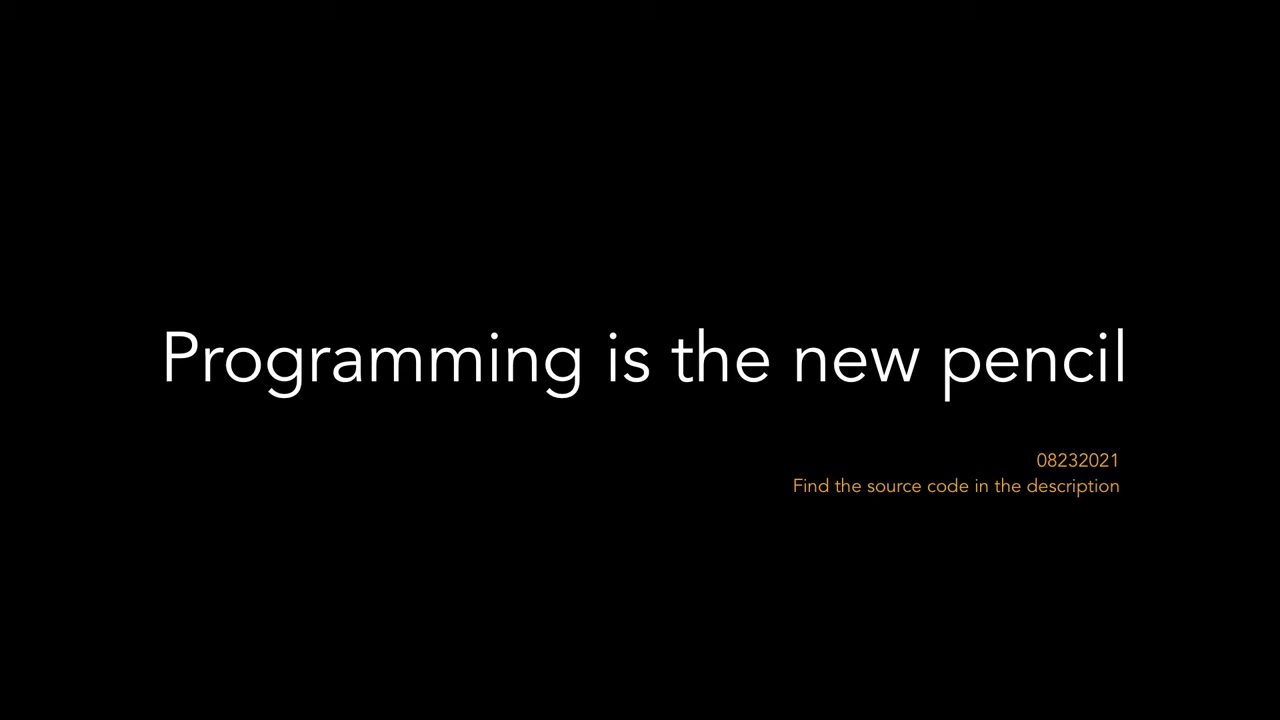 Programming is the new pencil
08232021
Find the source code in the description